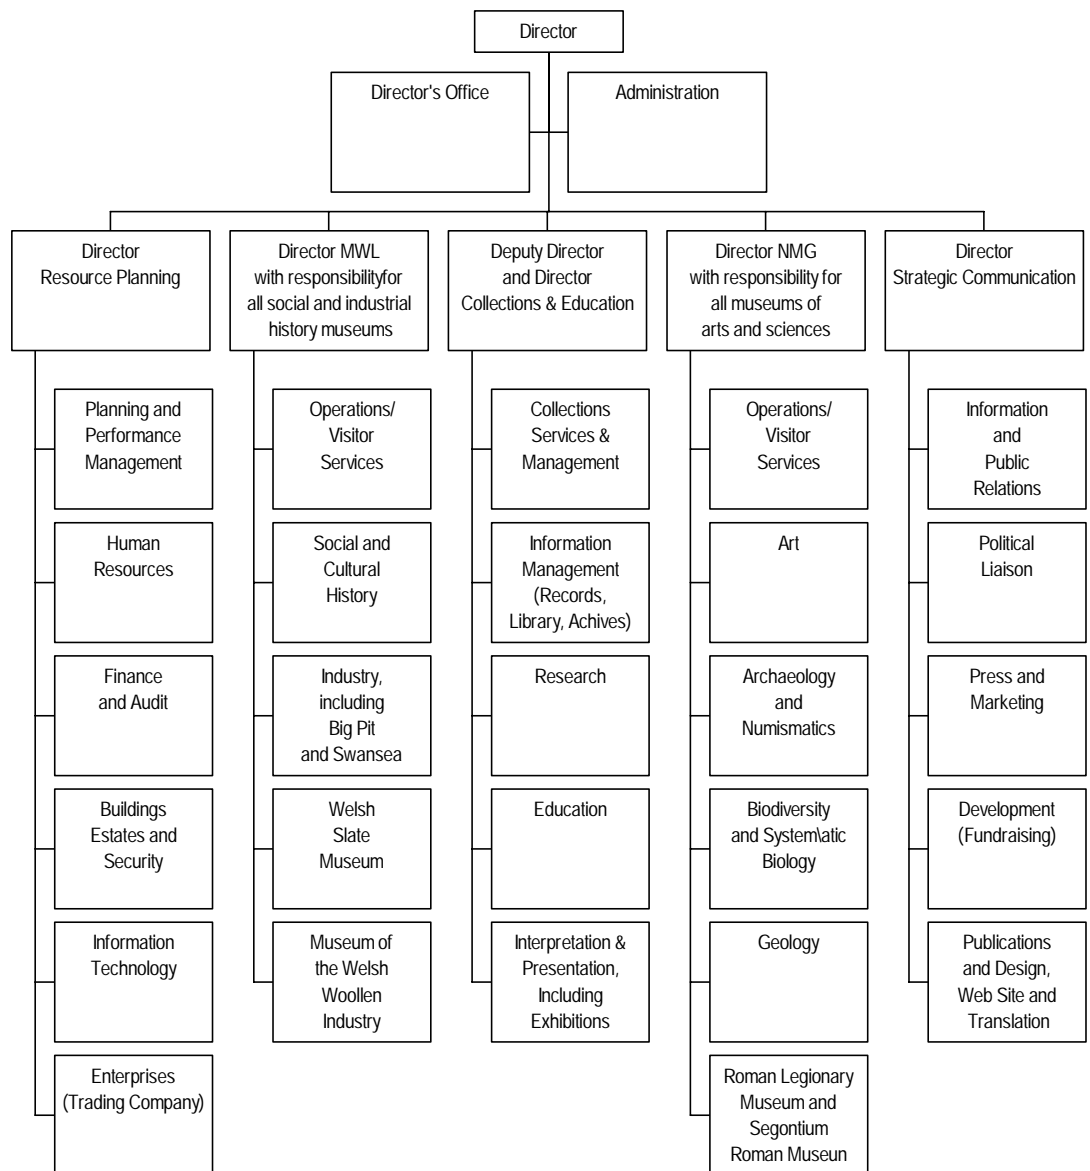 Director
Director's Office
Administration
Director
Resource Planning
Director MWL
with responsibilityfor
all social and industrial
history museums
Deputy Director
and Director
Collections & Education
Director NMG
with responsibility for
all museums of
arts and sciences
Director
Strategic Communication
Planning and
Performance
Management
Human
Resources
Finance
and Audit
Buildings
Estates and
Security
Information
Technology
Enterprises
(Trading Company)
Operations/
Visitor
Services
Social and
Cultural
History
Industry,
including
Big Pit
and Swansea
Welsh
Slate
Museum
Museum of
the Welsh
Woollen
Industry
Collections
Services &
Management
Information
Management
(Records,
Library, Achives)
Research
Education
Interpretation &
Presentation,
Including
Exhibitions
Operations/
Visitor
Services
Art
Archaeology
and
Numismatics
Biodiversity
and System\atic
Biology
Geology
Roman Legionary
Museum and
Segontium
Roman Museun
Information
and
Public
Relations
Political
Liaison
Press and
Marketing
Development
(Fundraising)
Publications
and Design,
Web Site and
Translation